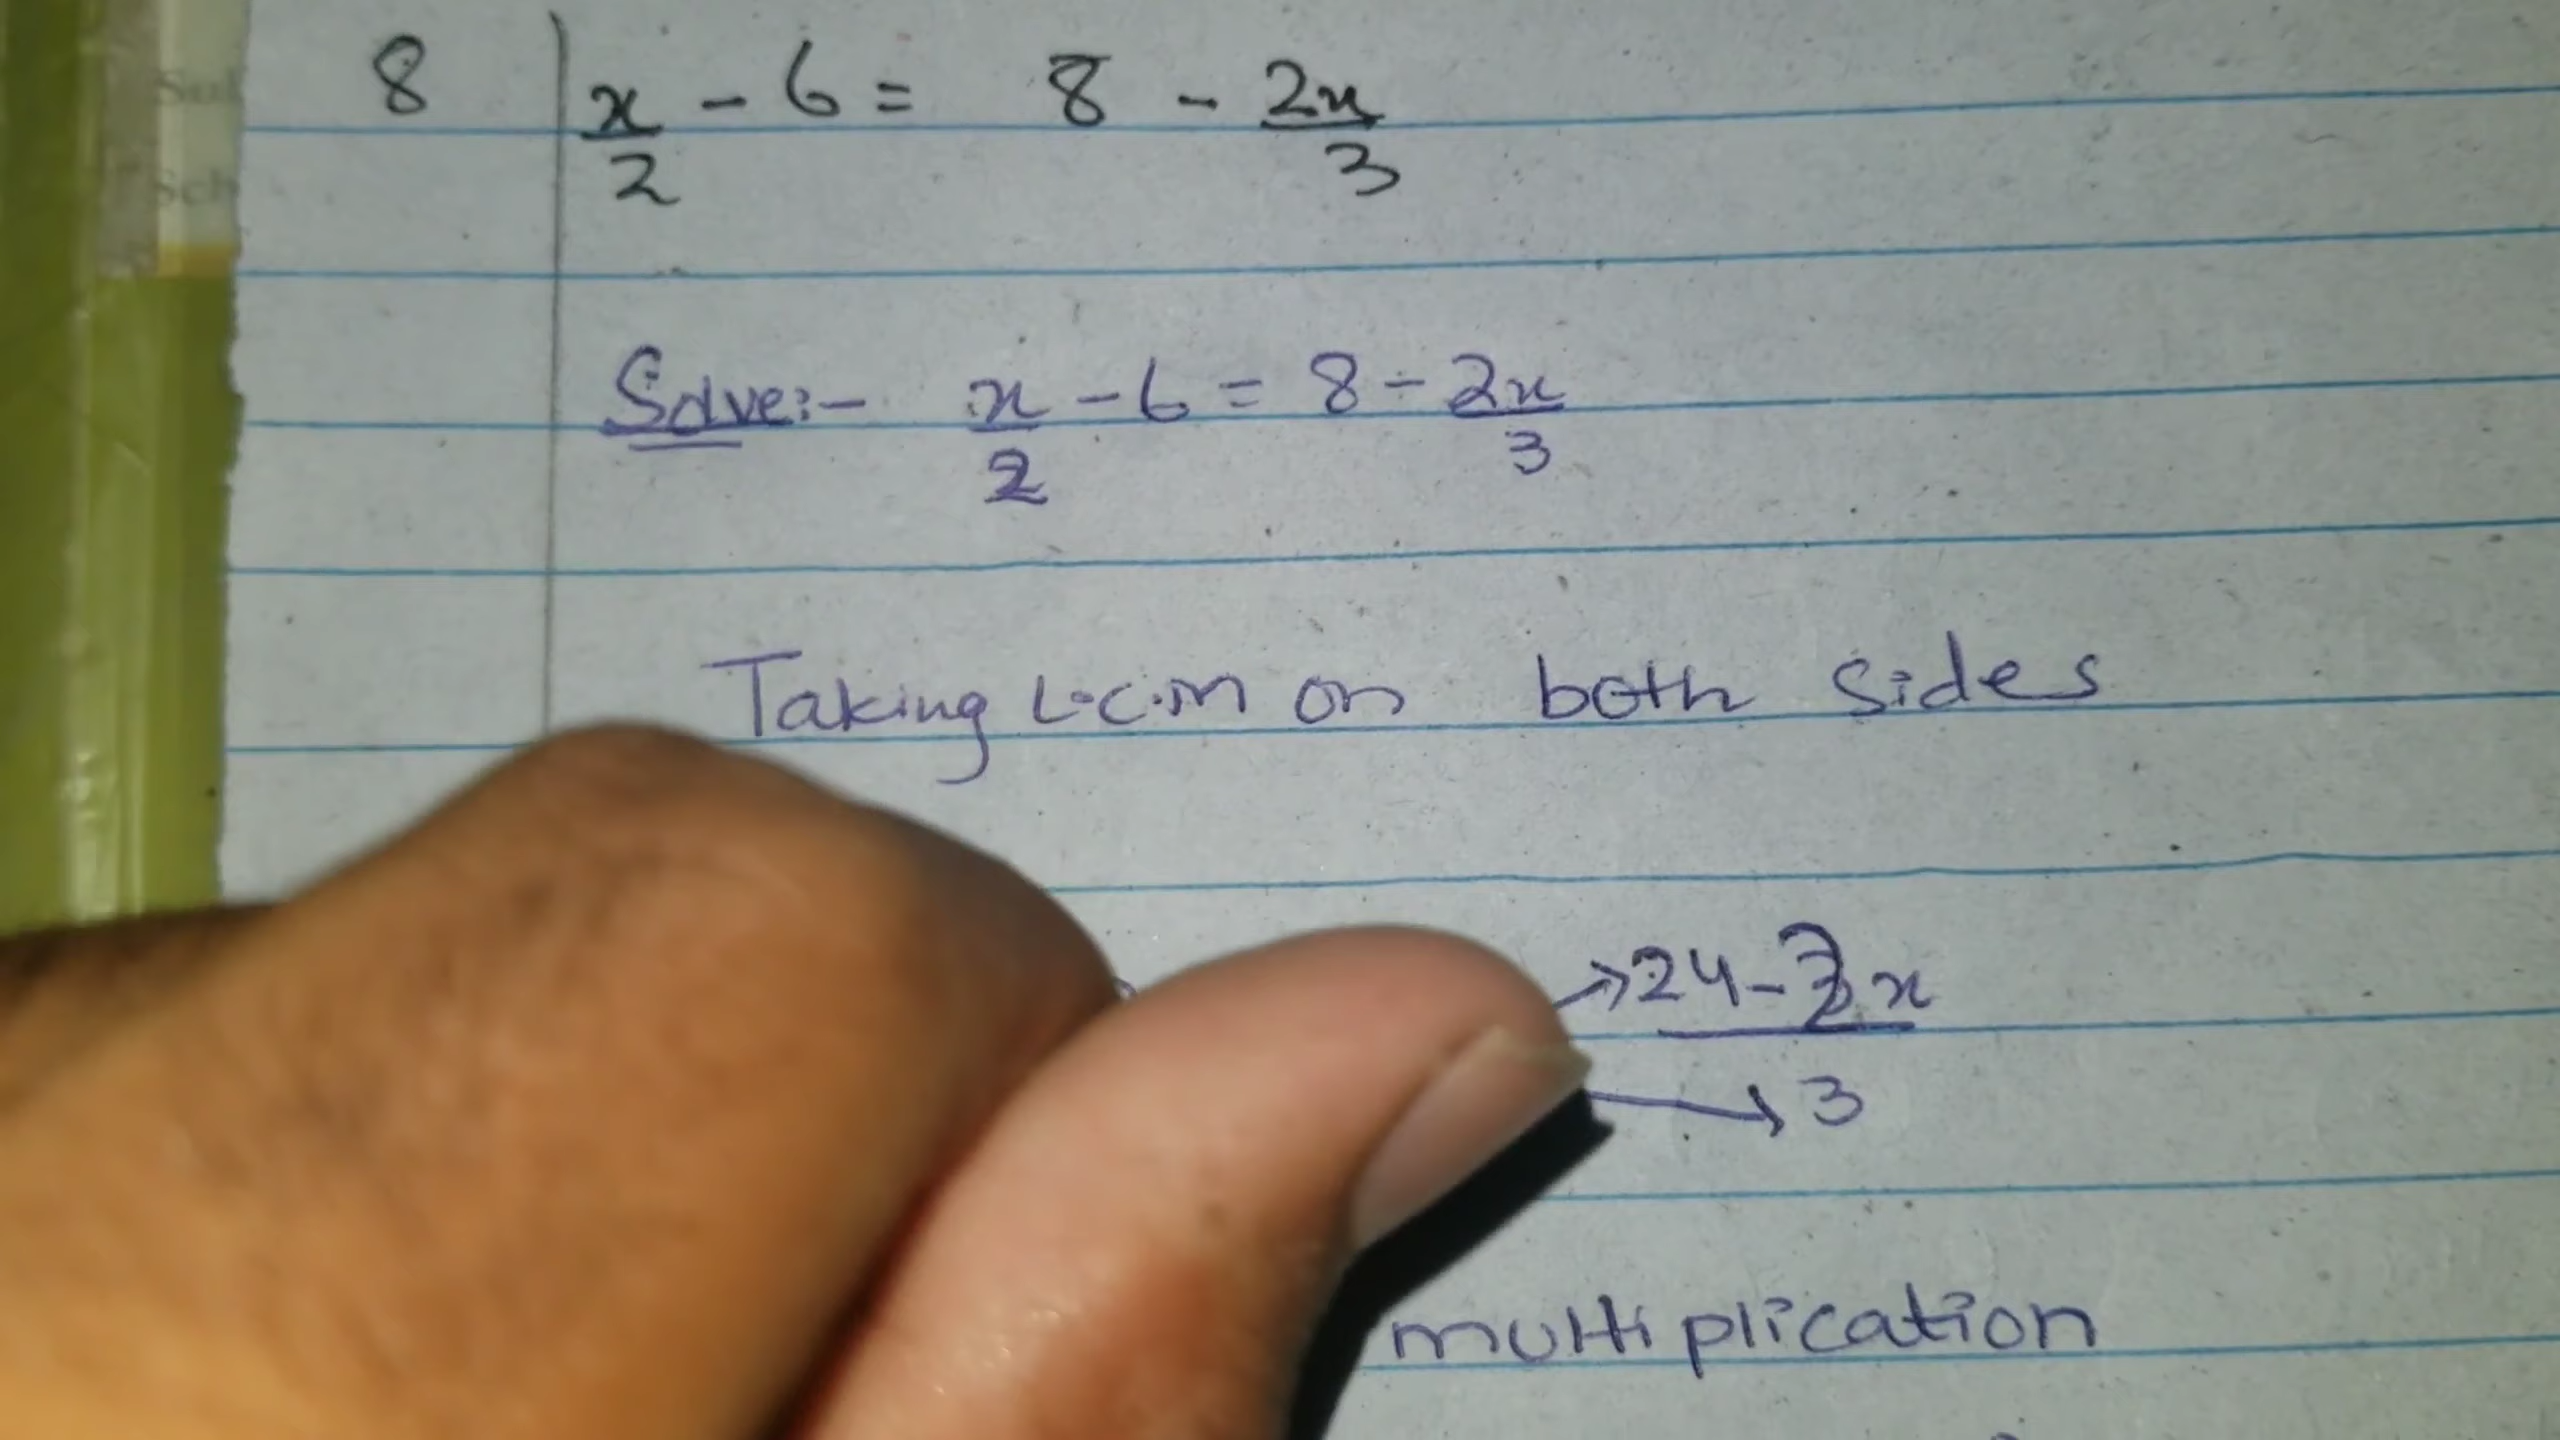 8 x/2 - 6 = 8 - 2x/3
Solve:- x/2 - 6 = 8 - 2x/3
Taking L.C.M on both sides
→ 24 - 2x
→ 3
multiplication